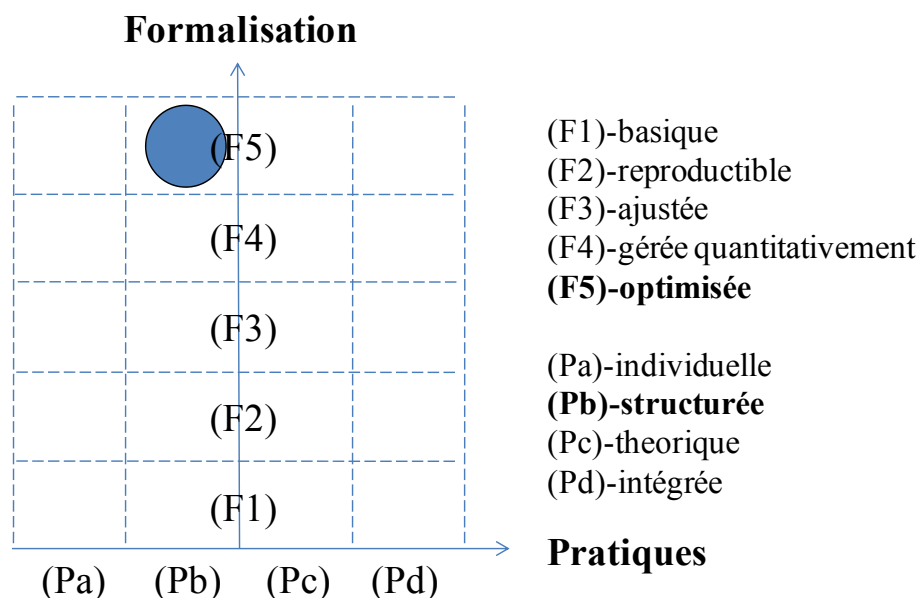 Formalisation
(F5)
(F4)
(F3)
(F2)
(F1)
(Pa) (Pb) (Pc) (Pd)
(F1)-basique
(F2)-reproductible
(F3)-ajustée
(F4)-gérée quantitativement
(F5)-optimisée
(Pa)-individuelle
(Pb)-structurée
(Pc)-theorique
(Pd)-intégrée
Pratiques